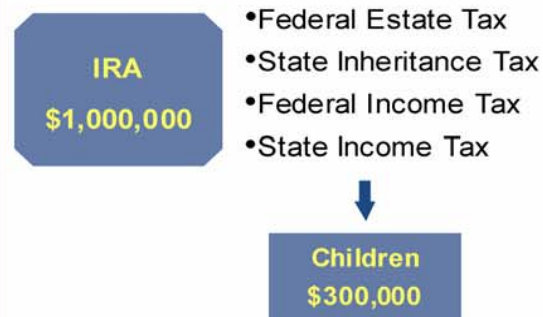 IRA
$1,000,000
•Federal Estate Tax
•State Inheritance Tax
•Federal Income Tax
•State Income Tax
Children
$300,000